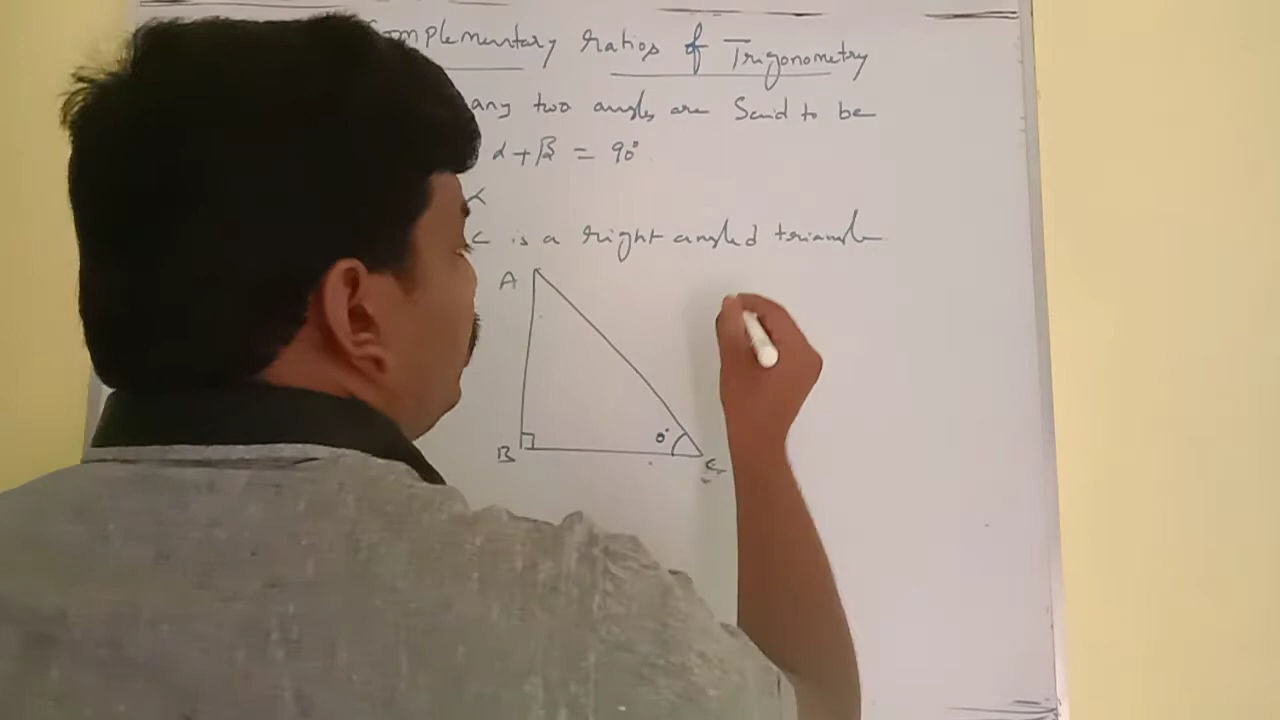 omplementary ratios of Trigonometry
any two angles are Said to be
α+β = 90°
α
C is a right angled triangle
A
θ°
B
C